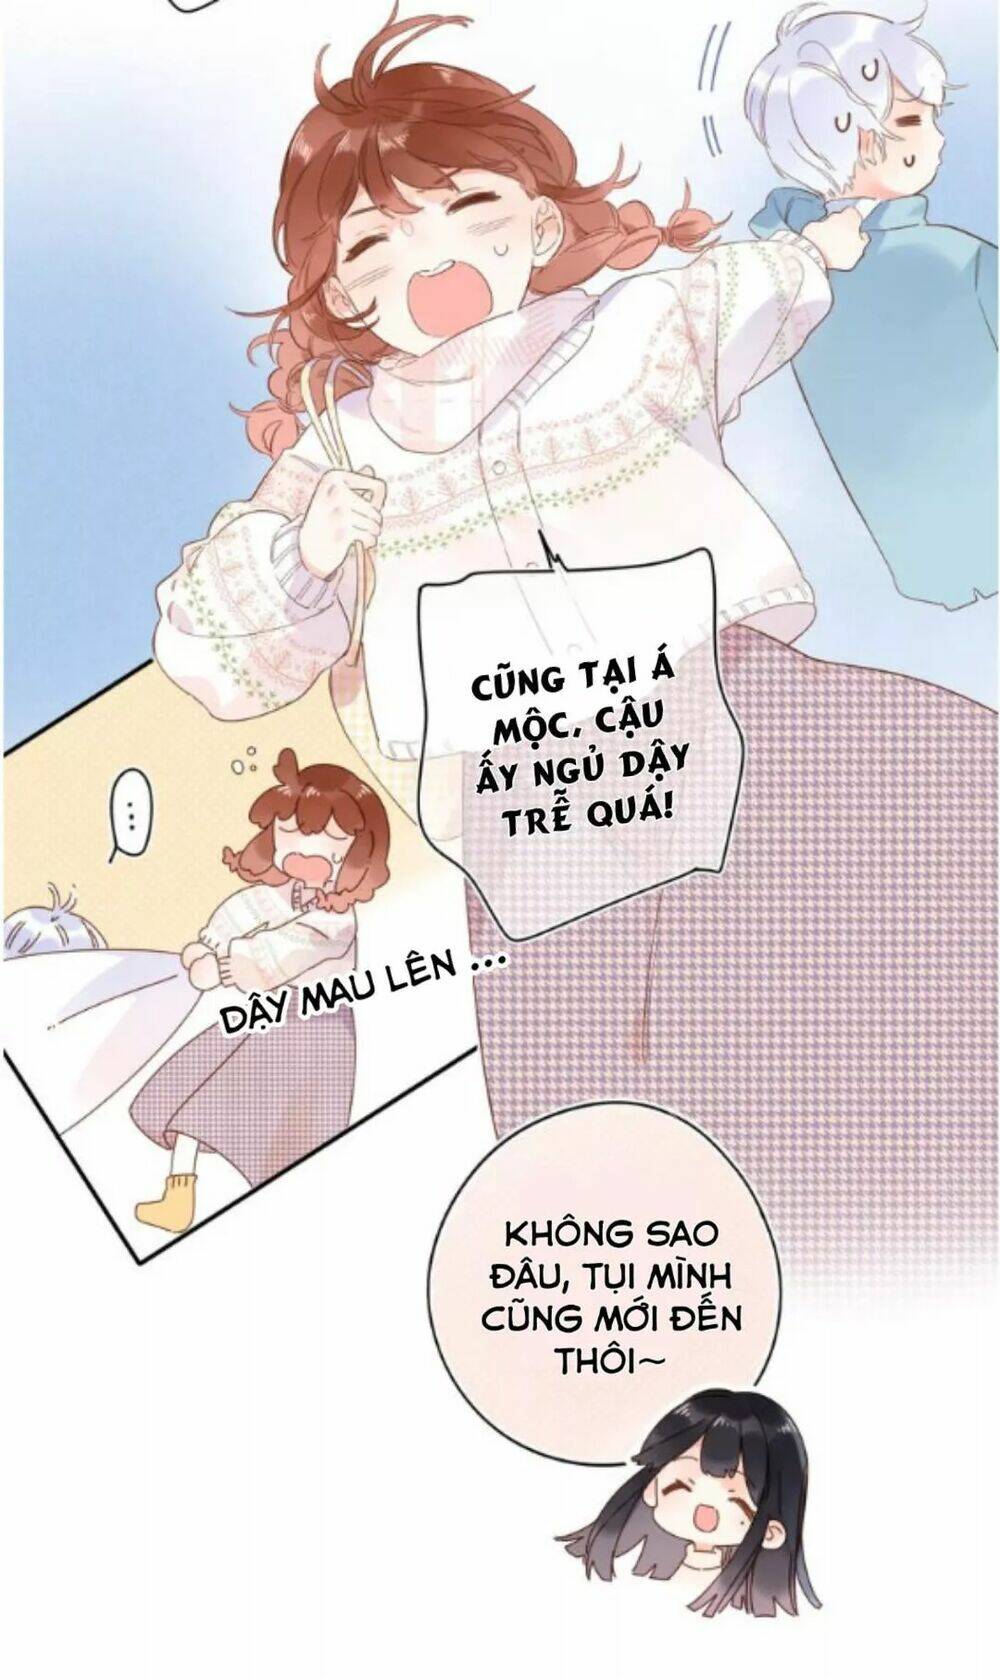 CŨNG TẠI Á
MỘC, CẬU
ẤY NGỦ DẬY
TRỄ QUÁ!
...
DẬY MAU LÊN ...
KHÔNG SAO
ĐÂU, TỤI MÌNH
CŨNG MỚI ĐẾN
THÔI~